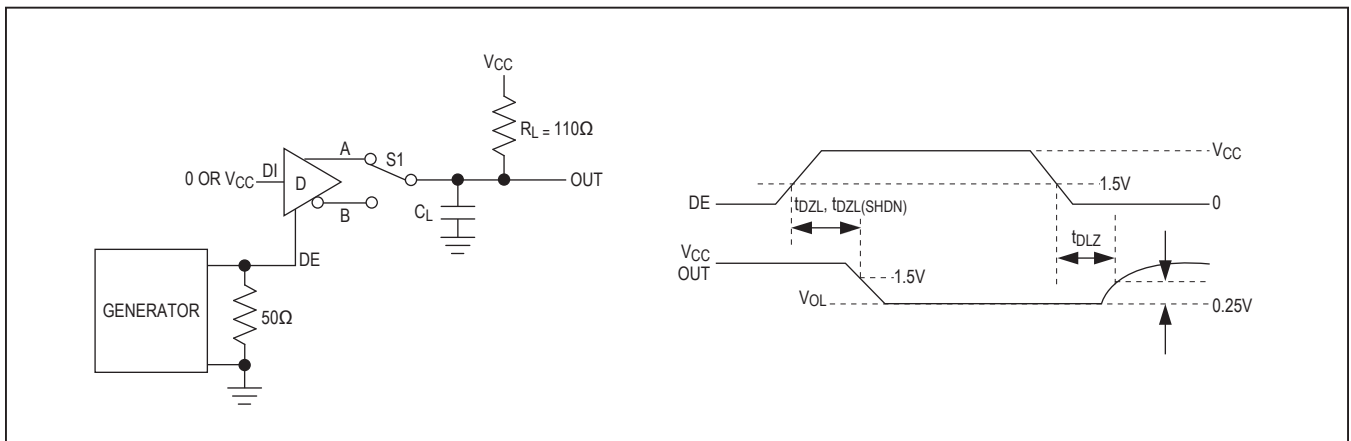 VCC
RL = 110Ω
A
S1
DI
0 OR VCC
D
OUT
B
CL
DE
GENERATOR
50Ω
VCC
1.5V
DE
0
tDZL, tDZL(SHDN)
tDLZ
VCC
OUT
1.5V
VOL
0.25V